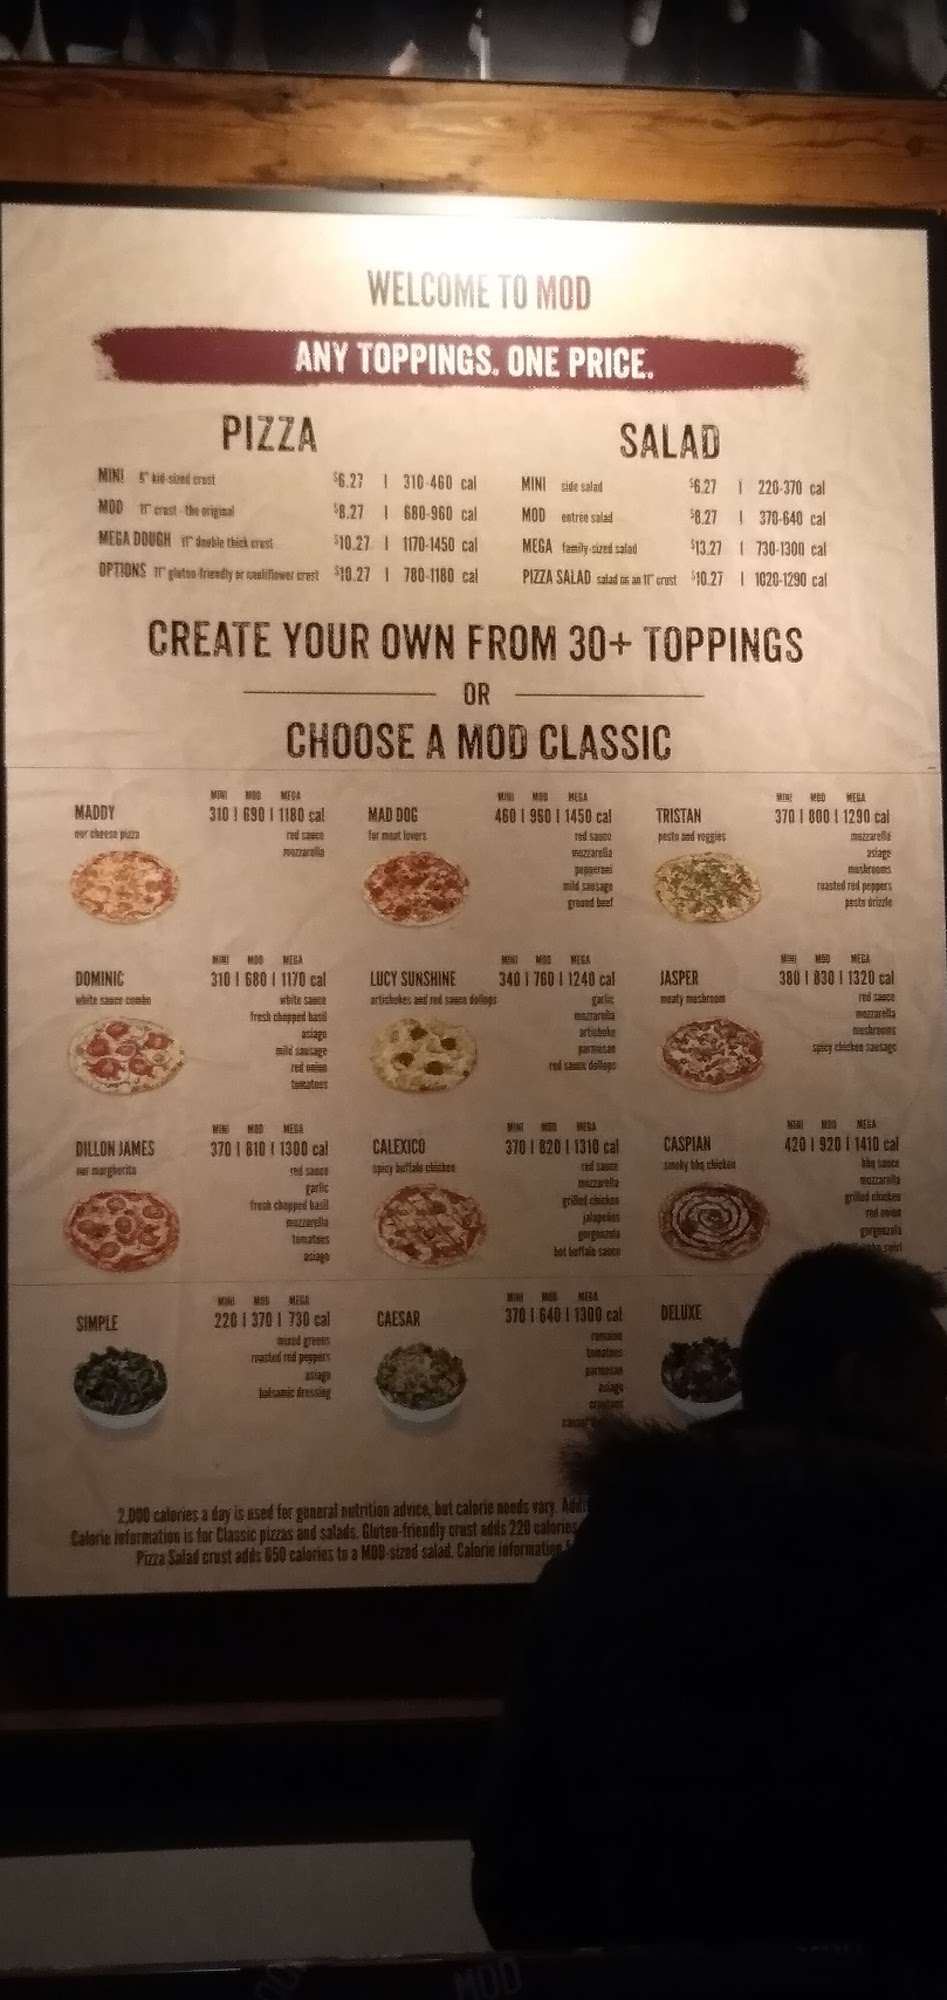 WELCOME TO MOD
ANY TOPPINGS. ONE PRICE.
PIZZA
MINI 6" kid-sized crust $6.27 | 310-460 cal
MOD 11" crust - the original $8.27 | 680-960 cal
MEGA DOUGH 11" double thick crust $10.27 | 1170-1450 cal
OPTIONS 11" gluten-friendly or cauliflower crust $10.27 | 780-1180 cal
SALAD
MINI side salad $6.27 | 220-370 cal
MOD entrée salad $8.27 | 370-640 cal
MEGA family-sized salad $13.27 | 730-1300 cal
PIZZA SALAD salad on an 11" crust $10.27 | 1020-1290 cal
CREATE YOUR OWN FROM 30+ TOPPINGS
OR
CHOOSE A MOD CLASSIC
MADDY
our cheese pizza
MINI MOD MEGA
310 | 690 | 1180 cal
red sauce
mozzarella
MAD DOG
for meat lovers
MINI MOD MEGA
460 | 960 | 1450 cal
red sauce
mozzarella
pepperoni
mild sausage
ground beef
TRISTAN
pesto and veggies
MINI MOD MEGA
370 | 800 | 1290 cal
mozzarella
asiago
mushrooms
roasted red peppers
pesto drizzle
DOMINIC
white sauce combo
MINI MOD MEGA
310 | 680 | 1170 cal
white sauce
fresh chopped basil
asiago
mild sausage
red onion
tomatoes
LUCY SUNSHINE
artichokes and red sauce dollops
MINI MOD MEGA
340 | 760 | 1240 cal
garlic
mozzarella
artichoke
parmesan
red sauce dollops
JASPER
meaty mushroom
MINI MOD MEGA
380 | 830 | 1320 cal
red sauce
mozzarella
mushrooms
spicy chicken sausage
DILLON JAMES
our margherita
MINI MOD MEGA
370 | 810 | 1300 cal
red sauce
garlic
fresh chopped basil
mozzarella
tomatoes
asiago
CALEXICO
spicy buffalo chicken
MINI MOD MEGA
370 | 820 | 1310 cal
red sauce
mozzarella
grilled chicken
jalapeños
gorgonzola
hot buffalo sauce
CASPIAN
smoky bbq chicken
MINI MOD MEGA
420 | 920 | 1410 cal
bbq sauce
mozzarella
grilled chicken
red onion
gorgonzola
bbq swirl
SIMPLE
MINI MOD MEGA
220 | 370 | 730 cal
mixed greens
roasted red peppers
asiago
balsamic dressing
CAESAR
MINI MOD MEGA
370 | 640 | 1300 cal
romaine
tomatoes
parmesan
asiago
croutons
DELUXE
2,000 calories a day is used for general nutrition advice, but calorie needs vary.
Calorie information is for Classic pizzas and salads. Gluten-friendly crust adds 220 calories
Pizza Salad crust adds 650 calories to a MOD-sized salad. Calorie information
MOD